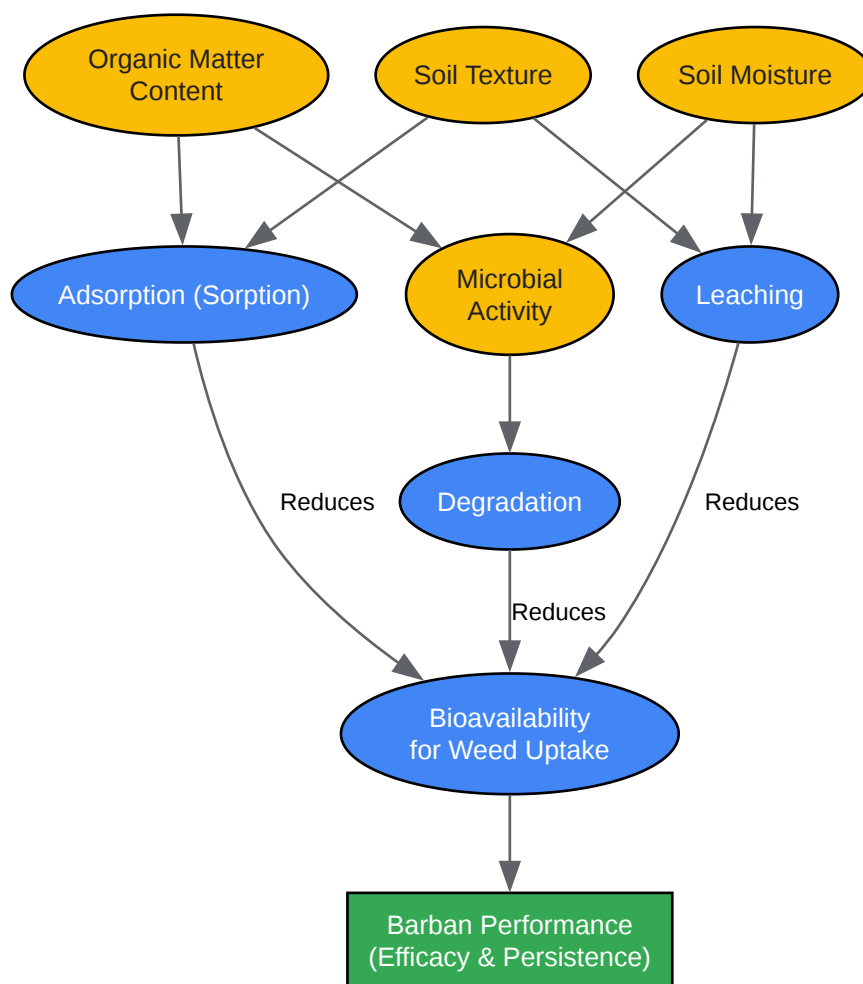 Organic Matter
Content
Soil Texture
Soil Moisture
Adsorption (Sorption)
Microbial
Activity
Leaching
Reduces
Degradation
Reduces
Reduces
Bioavailability
for Weed Uptake
Barban Performance
(Efficacy & Persistence)